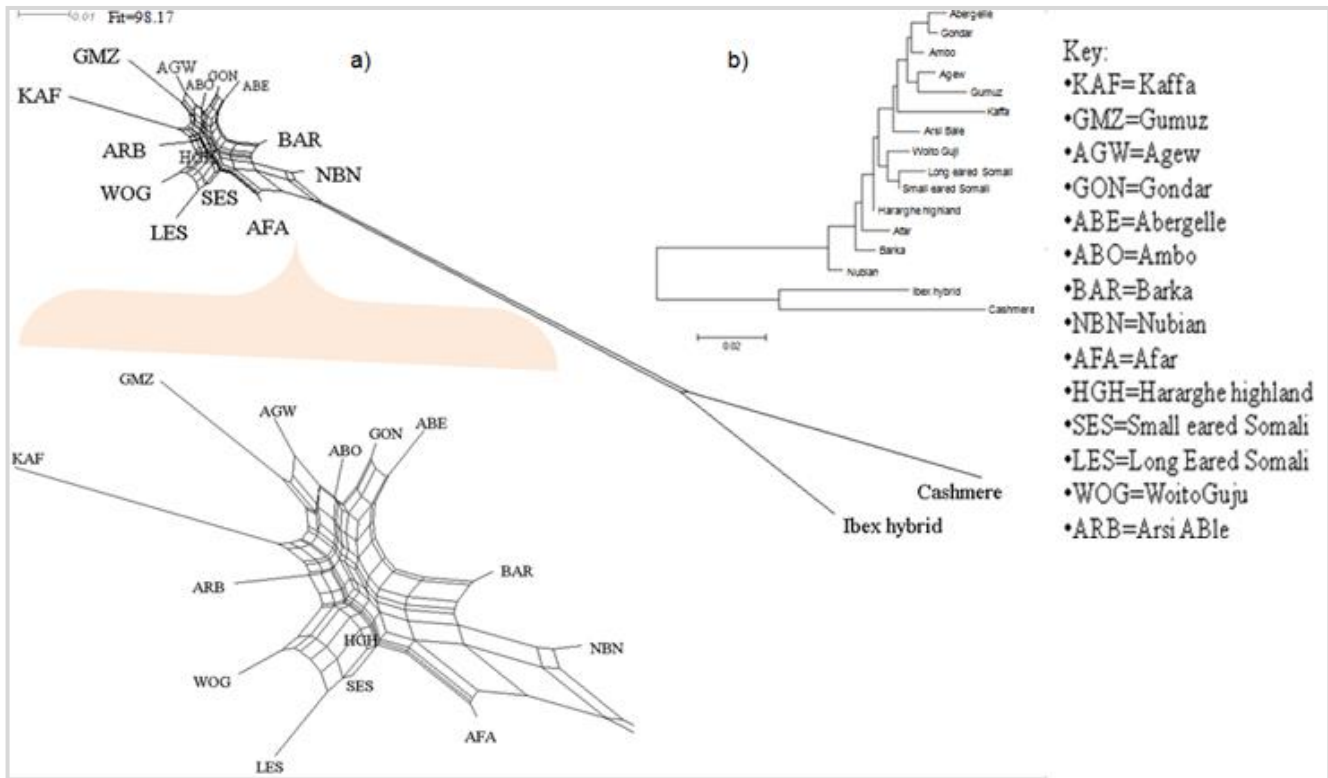 0.01 Fit=98.17
a)
GMZ
AGW
GON
ABO
ABE
KAF
ARB
HGH
BAR
NBN
WOG
SES
LES
AFA
b)
Abergelle
Gondar
Ambo
Agew
Gumuz
Kaffa
Arsi Bale
Woito Guji
Long eared Somali
Small eared Somali
Hararghe highland
Afar
Barka
Nubian
Ibex hybrid
Cashmere
0.02
Key:
•KAF=Kaffa
•GMZ=Gumuz
•AGW=Agew
•GON=Gondar
•ABE=Abergelle
•ABO=Ambo
•BAR=Barka
•NBN=Nubian
•AFA=Afar
•HGH=Hararghe highland
•SES=Small eared Somali
•LES=Long Eared Somali
•WOG=WoitoGuju
•ARB=Arsi ABle
GMZ
AGW
GON
ABE
ABO
KAF
ARB
BAR
HGH
NBN
WOG
SES
AFA
LES
Cashmere
Ibex hybrid